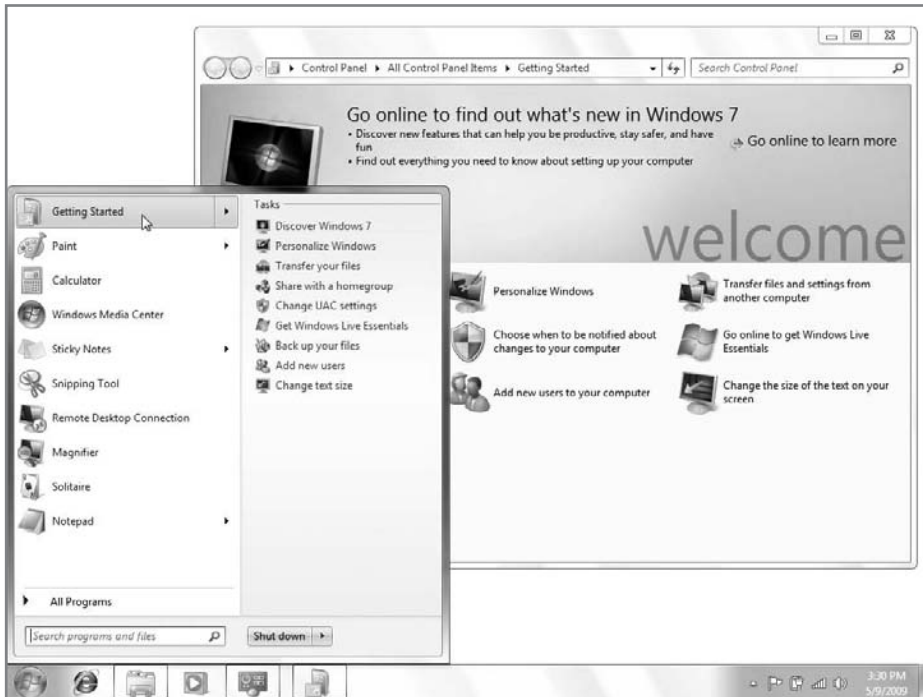 Control Panel ▸ All Control Panel Items ▸ Getting Started
Search Control Panel
Go online to find out what's new in Windows 7
• Discover new features that can help you be productive, stay safer, and have
fun
• Find out everything you need to know about setting up your computer
Go online to learn more
welcome
Personalize Windows
Transfer files and settings from
another computer
Choose when to be notified about
changes to your computer
Go online to get Windows Live
Essentials
Add new users to your computer
Change the size of the text on your
screen
Getting Started
Paint
Calculator
Windows Media Center
Sticky Notes
Snipping Tool
Remote Desktop Connection
Magnifier
Solitaire
Notepad
All Programs
Search programs and files
Tasks
Discover Windows 7
Personalize Windows
Transfer your files
Share with a homegroup
Change UAC settings
Get Windows Live Essentials
Back up your files
Add new users
Change text size
Shut down
3:30 PM
5/9/2009